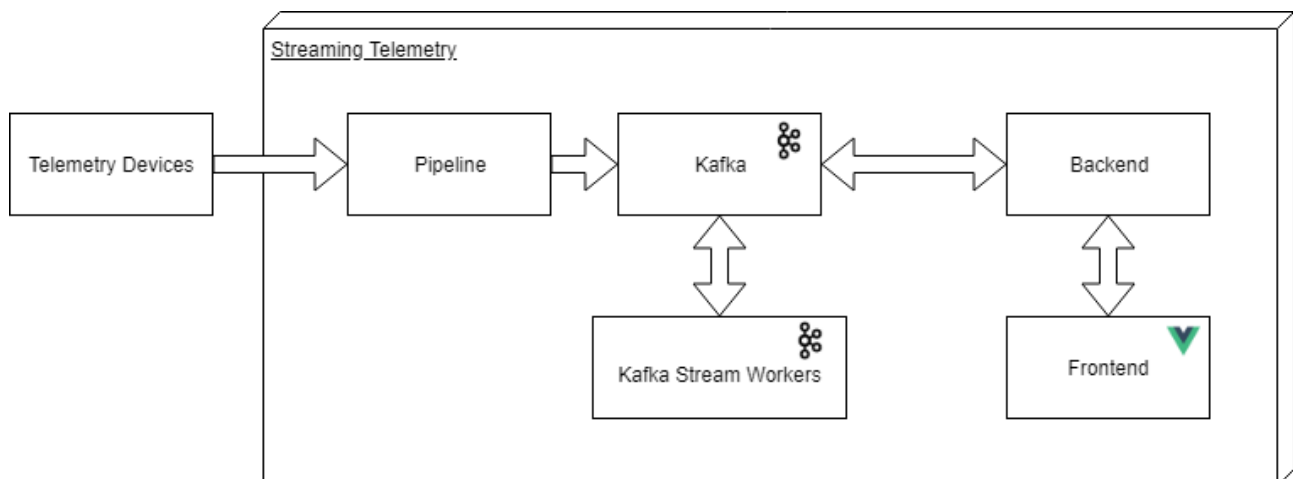 Streaming Telemetry
Telemetry Devices
Pipeline
Kafka
Backend
Kafka Stream Workers
Frontend